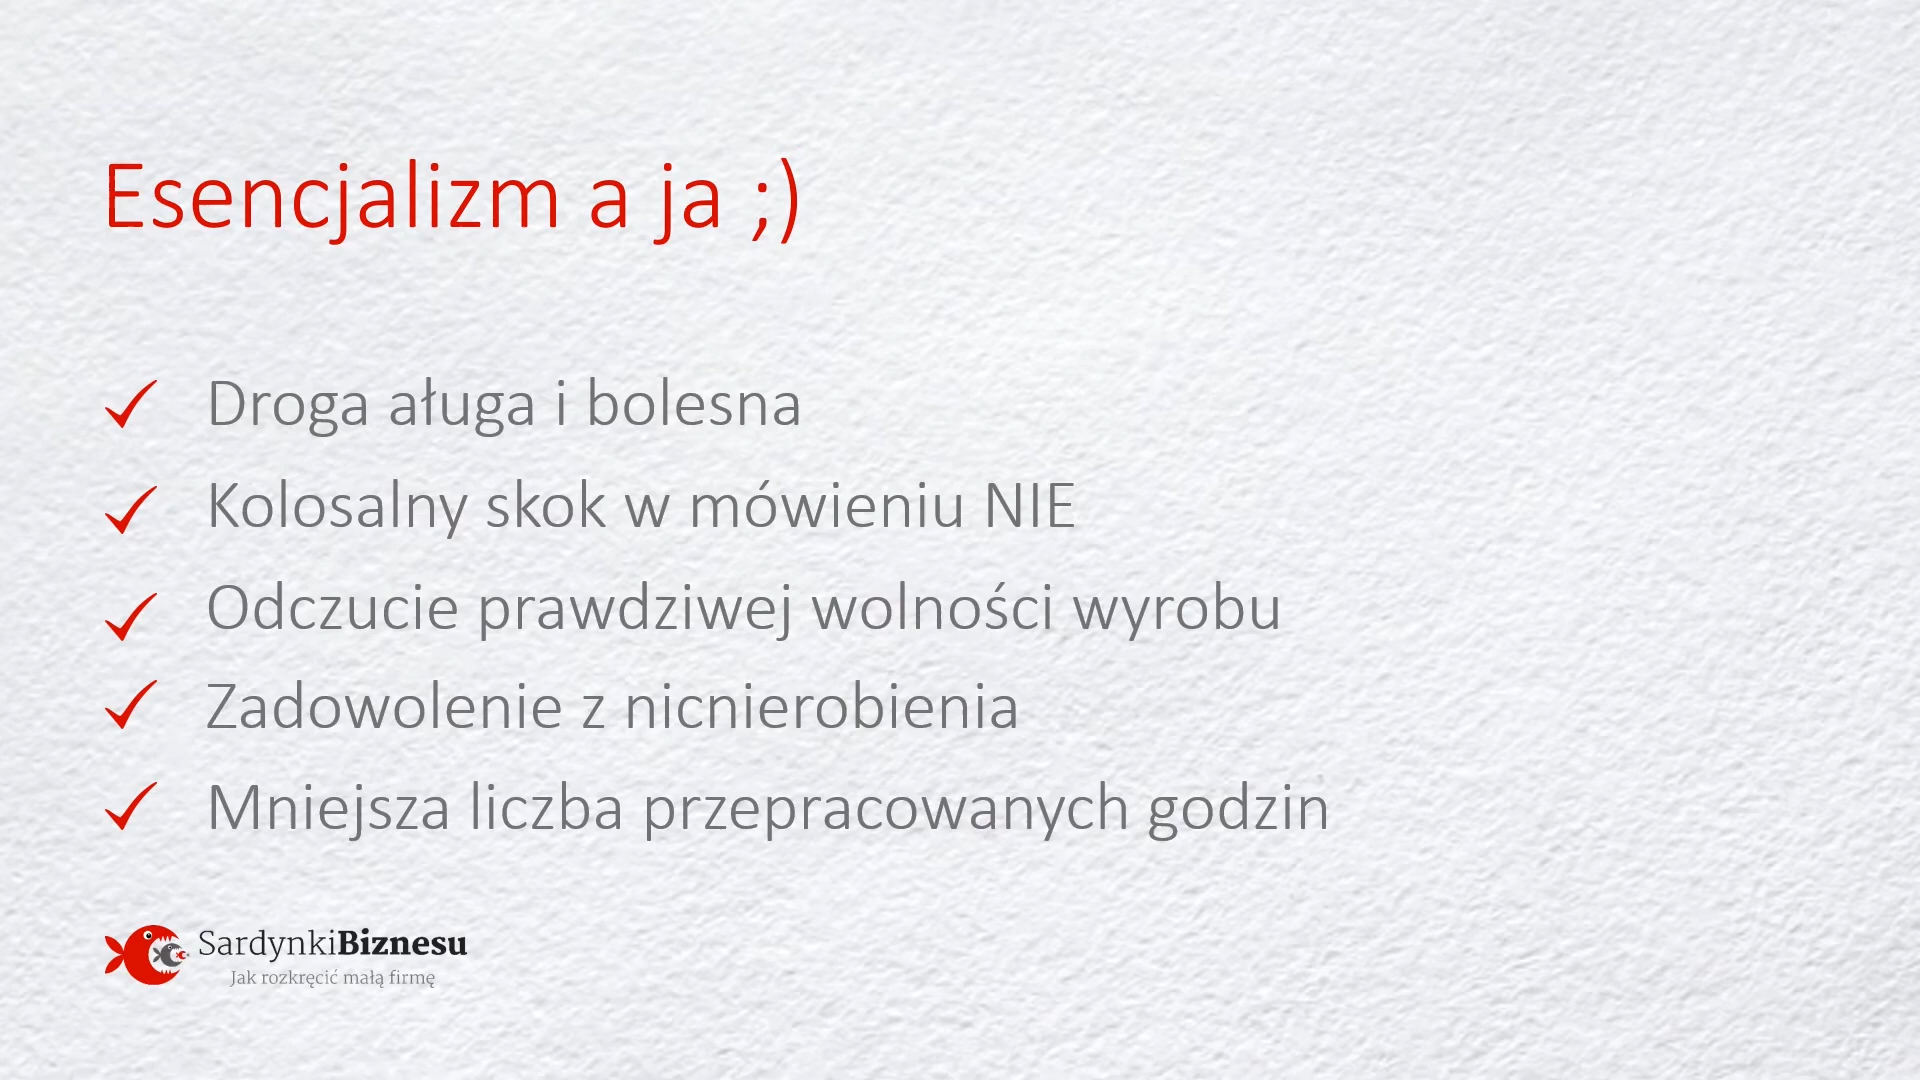 Esencjalizm a ja ;)
Droga aługa i bolesna
Kolosalny skok w mówieniu NIE
Odczucie prawdziwej wolności wyrobu
Zadowolenie z nicnierobienia
Mniejsza liczba przepracowanych godzin
SardynkiBiznesu
Jak rozkręcić małą firmę